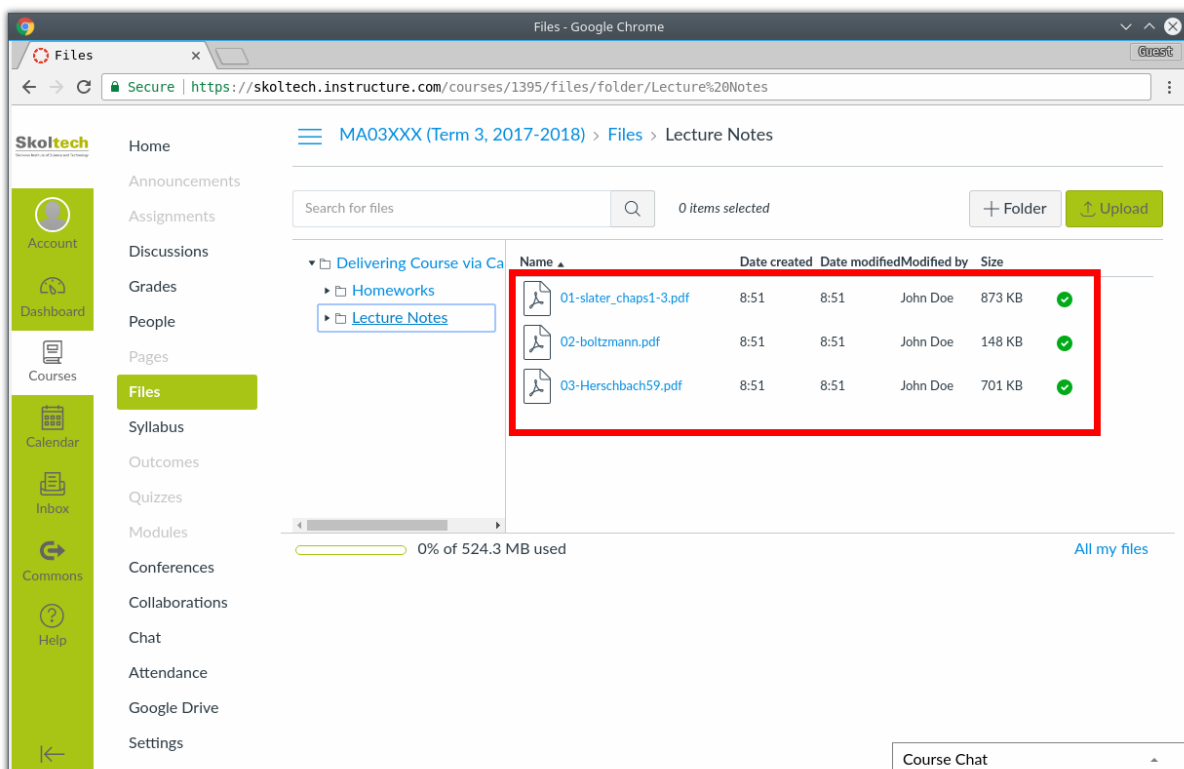 Files - Google Chrome
Files
Guest
Secure | https://skoltech.instructure.com/courses/1395/files/folder/Lecture%20Notes
Skoltech
MA03XXX (Term 3, 2017-2018) > Files > Lecture Notes
Account
Dashboard
Courses
Calendar
Inbox
Commons
Help
Home
Announcements
Assignments
Discussions
Grades
People
Pages
Files
Syllabus
Outcomes
Quizzes
Modules
Conferences
Collaborations
Chat
Attendance
Google Drive
Settings
Search for files
0 items selected
+ Folder
Upload
Delivering Course via Ca
Homeworks
Lecture Notes
Name Date created Date modified Modified by Size
01-slater_chaps1-3.pdf 8:51 8:51 John Doe 873 KB
02-boltzmann.pdf 8:51 8:51 John Doe 148 KB
03-Herschbach59.pdf 8:51 8:51 John Doe 701 KB
0% of 524.3 MB used
All my files
Course Chat